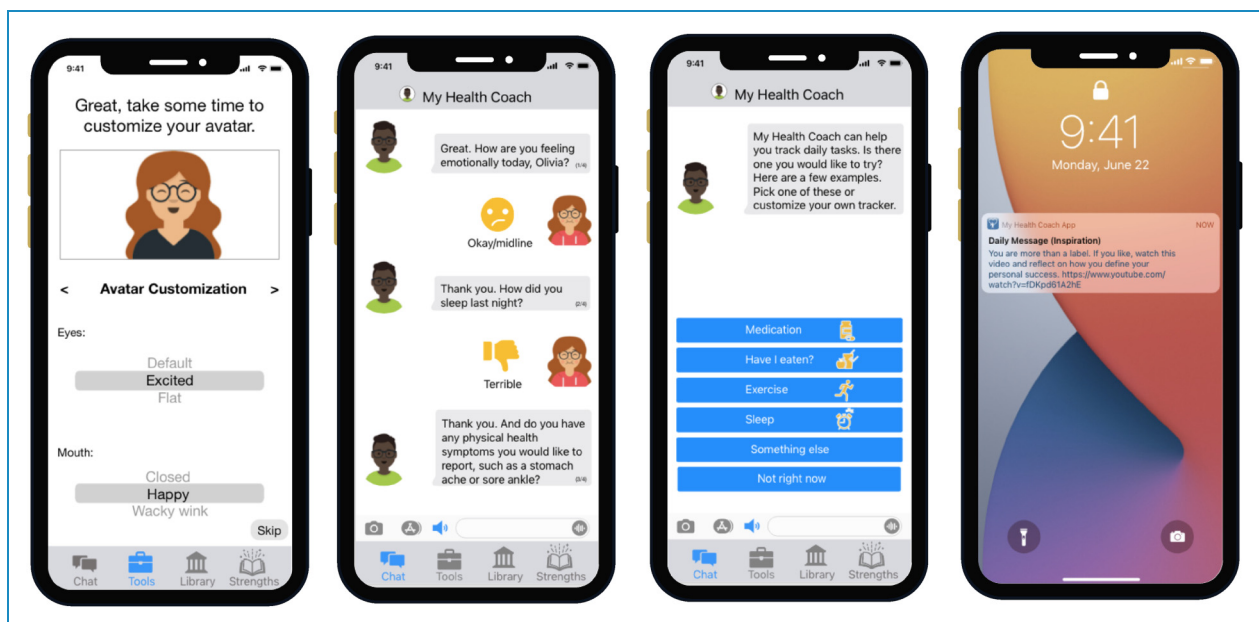 9:41
Great, take some time to
customize your avatar.
< Avatar Customization >
Eyes:
Default
Excited
Flat
Mouth:
Closed
Happy
Wacky wink
Skip
Chat Tools Library Strengths
9:41
My Health Coach
Great. How are you feeling
emotionally today, Olivia? (1/4)
Okay/midline
Thank you. How did you
sleep last night? (2/4)
Terrible
Thank you. And do you have
any physical health
symptoms you would like to
report, such as a stomach
ache or sore ankle? (3/4)
Chat Tools Library Strengths
9:41
My Health Coach
My Health Coach can help
you track daily tasks. Is there
one you would like to try?
Here are a few examples.
Pick one of these or
customize your own tracker.
Medication
Have I eaten?
Exercise
Sleep
Something else
Not right now
Chat Tools Library Strengths
9:41
Monday, June 22
My Health Coach App NOW
Daily Message (Inspiration)
You are more than a label. If you like, watch this
video and reflect on how you define your
personal success. https://www.youtube.com/
watch?v=fDKpd61A2hE